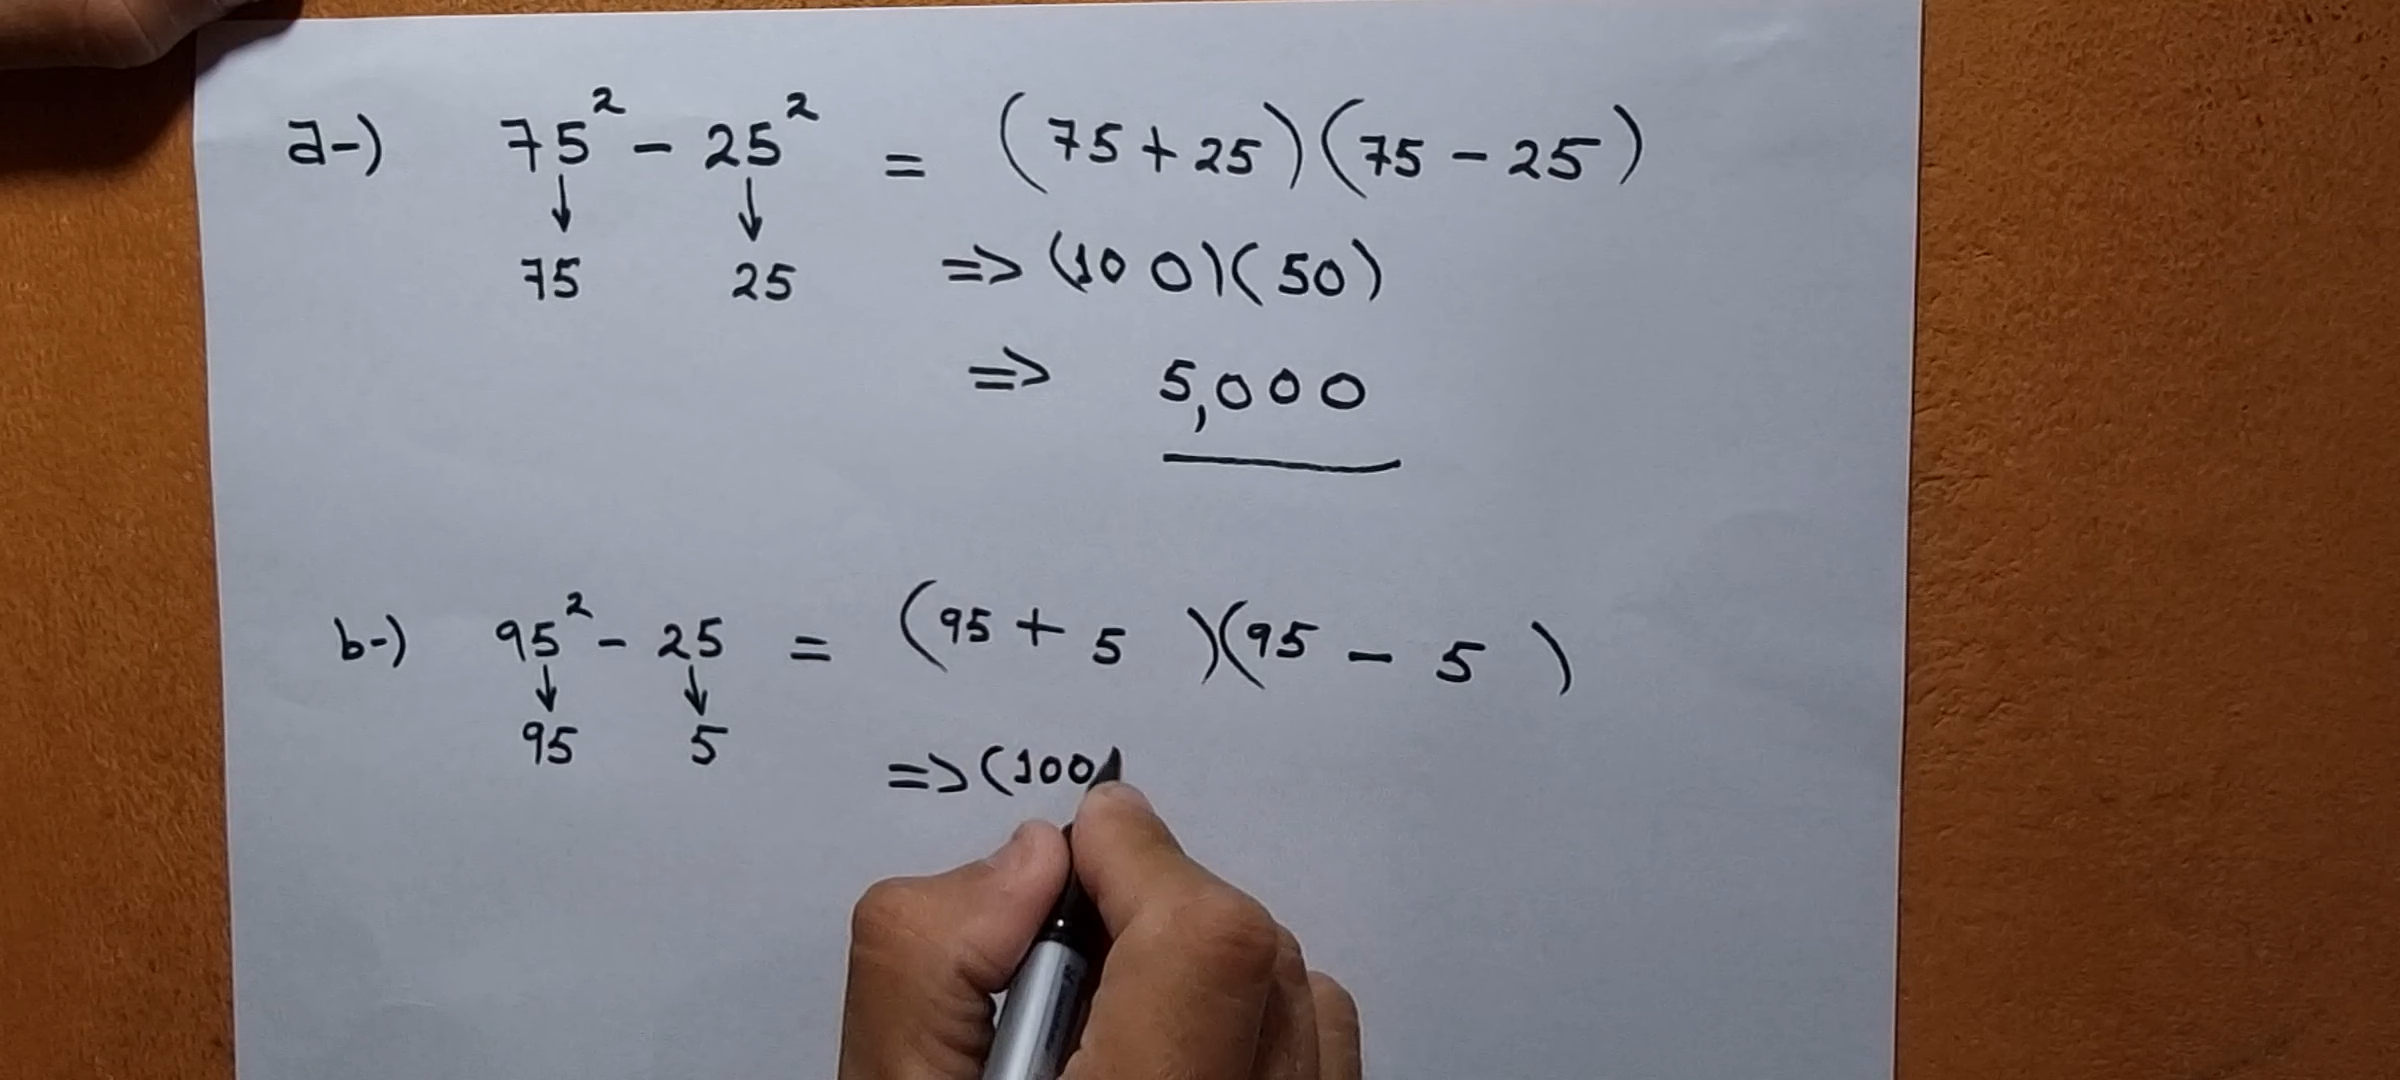 a-) 75² - 25² = (75 + 25)(75 - 25)
↓ ↓
75 25 => (100)(50)
=> 5,000
b-) 95² - 25 = (95 + 5 )(95 - 5 )
↓ ↓
95 5 => (100)